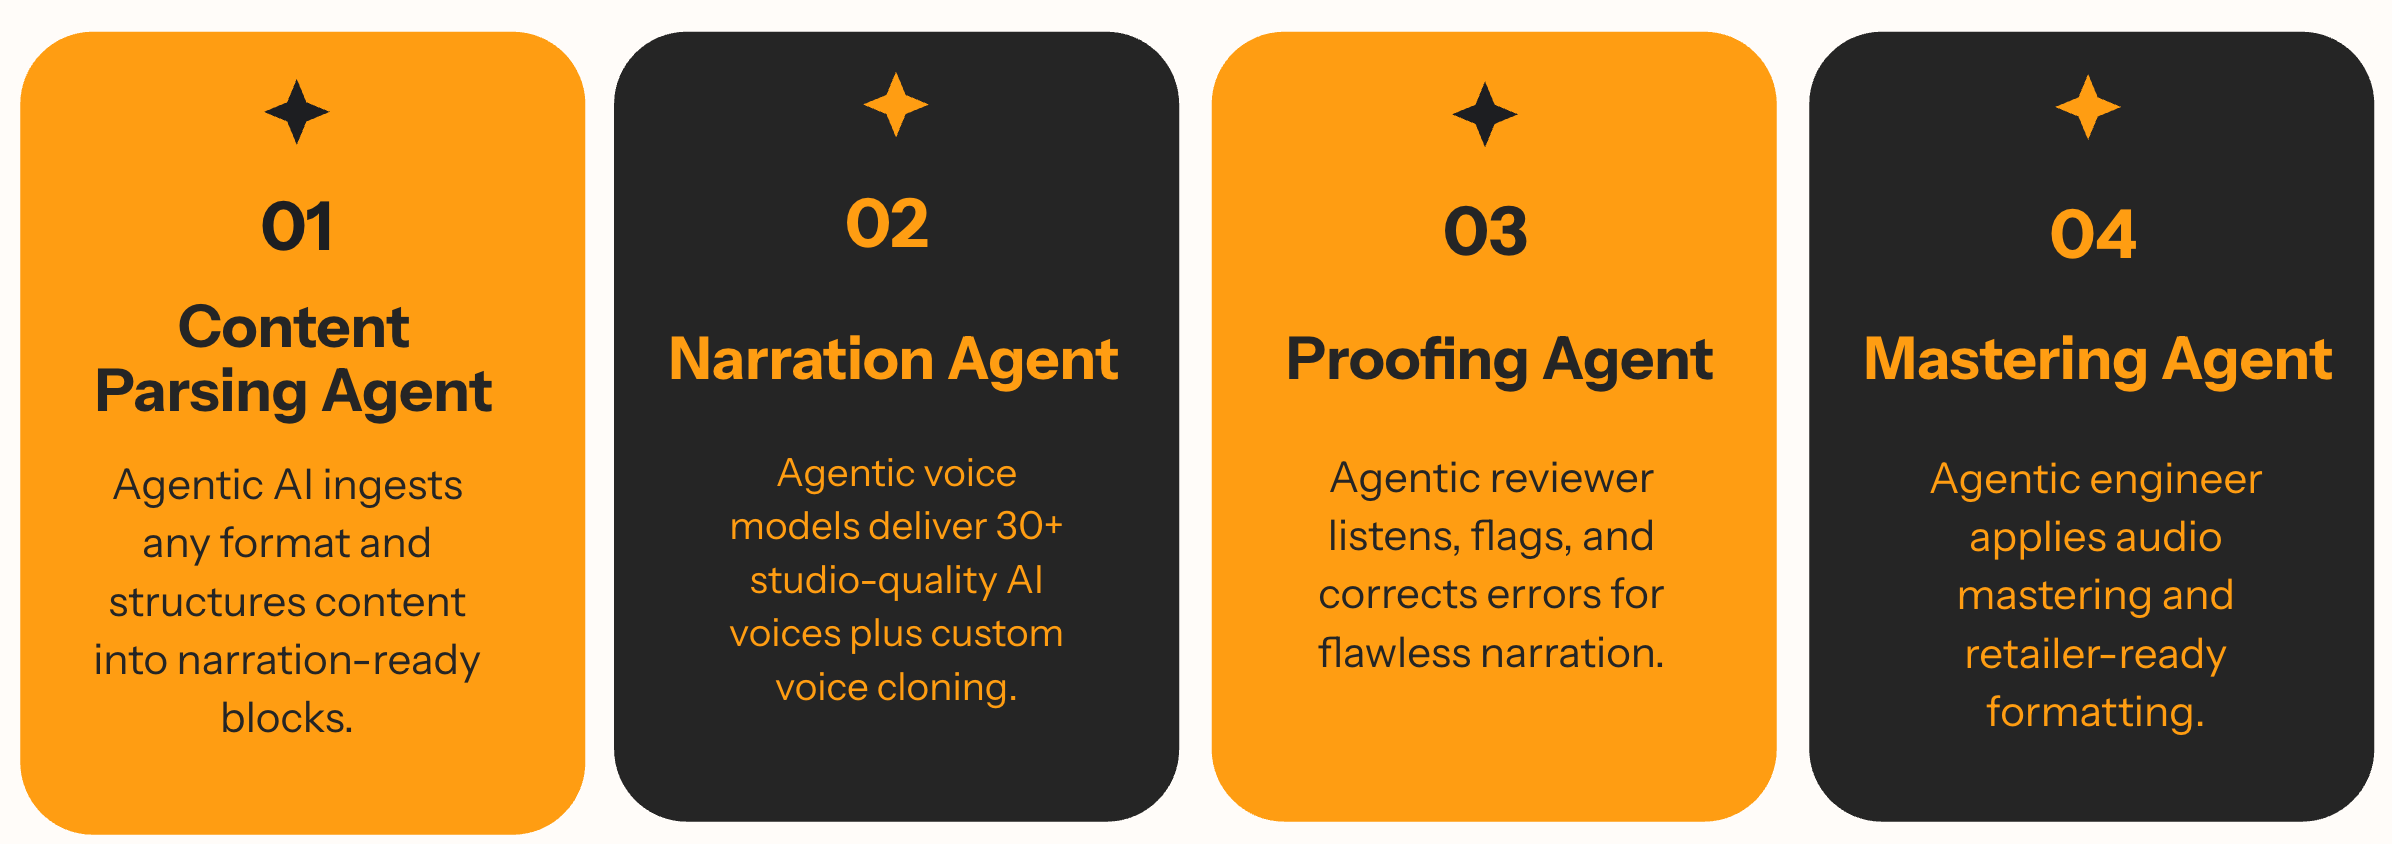 01
Content
Parsing Agent
Agentic AI ingests
any format and
structures content
into narration-ready
blocks.
02
Narration Agent
Agentic voice
models deliver 30+
studio-quality AI
voices plus custom
voice cloning.
03
Proofing Agent
Agentic reviewer
listens, flags, and
corrects errors for
flawless narration.
04
Mastering Agent
Agentic engineer
applies audio
mastering and
retailer-ready
formatting.